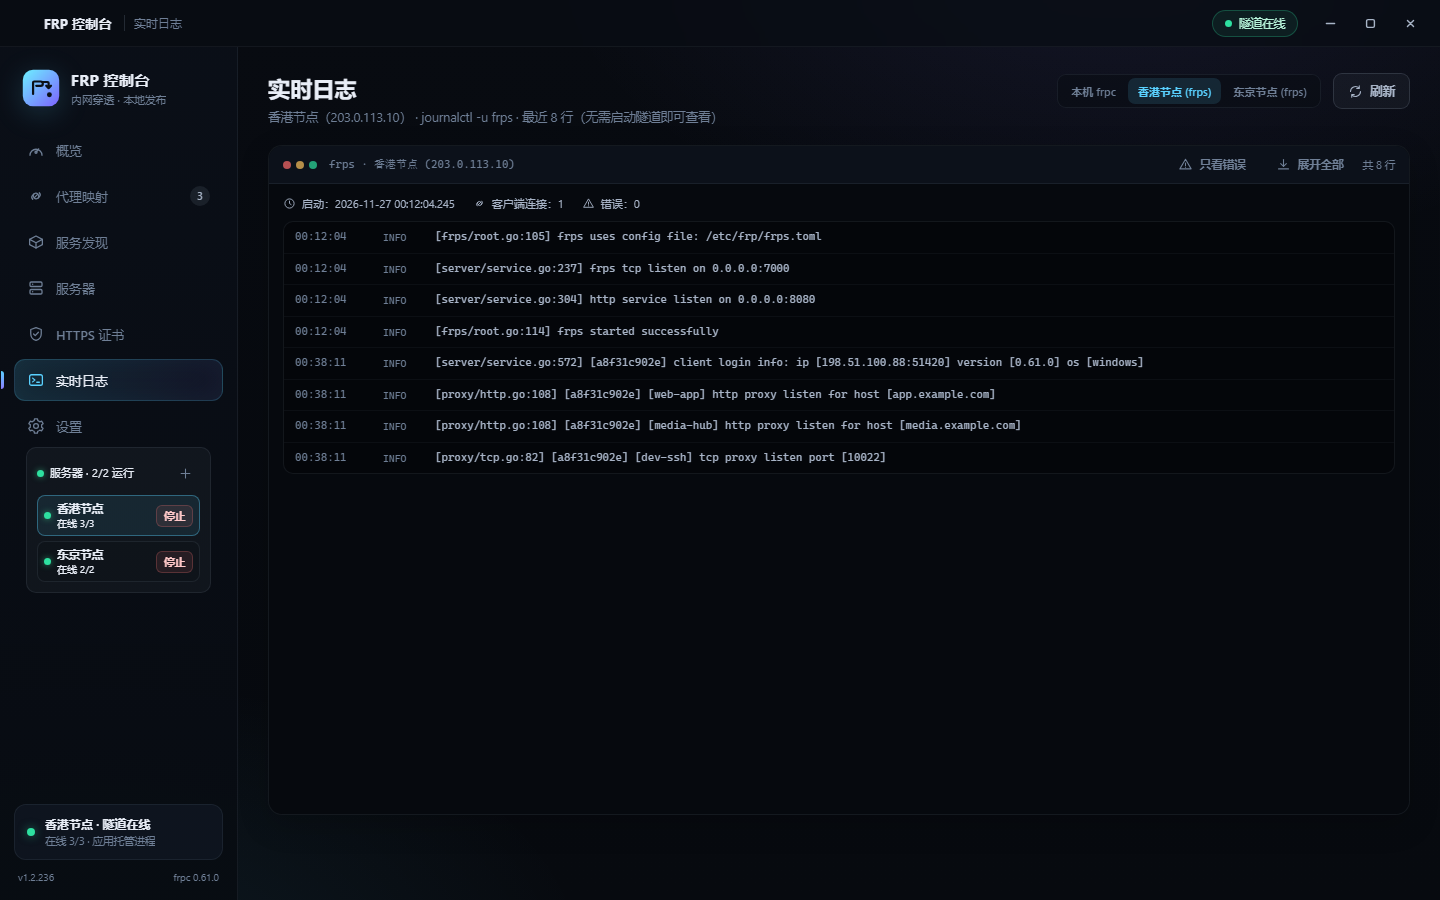 FRP 控制台 实时日志 隧道在线
FRP 控制台
内网穿透 · 本地发布
概览
代理映射 3
服务发现
服务器
HTTPS 证书
实时日志
设置
服务器 · 2/2 运行
香港节点
在线 3/3
停止
东京节点
在线 2/2
停止
香港节点 · 隧道在线
在线 3/3 · 应用托管进程
v1.2.236 frpc 0.61.0
实时日志
香港节点（203.0.113.10） · journalctl -u frps · 最近 8 行（无需启动隧道即可查看）
本机 frpc 香港节点 (frps) 东京节点 (frps) 刷新
frps · 香港节点 (203.0.113.10) 只看错误 展开全部 共 8 行
启动：2026-11-27 00:12:04.245 客户端连接：1 错误：0
00:12:04 INFO [frps/root.go:105] frps uses config file: /etc/frp/frps.toml
00:12:04 INFO [server/service.go:237] frps tcp listen on 0.0.0.0:7000
00:12:04 INFO [server/service.go:304] http service listen on 0.0.0.0:8080
00:12:04 INFO [frps/root.go:114] frps started successfully
00:38:11 INFO [server/service.go:572] [a8f31c902e] client login info: ip [198.51.100.88:51420] version [0.61.0] os [windows]
00:38:11 INFO [proxy/http.go:108] [a8f31c902e] [web-app] http proxy listen for host [app.example.com]
00:38:11 INFO [proxy/http.go:108] [a8f31c902e] [media-hub] http proxy listen for host [media.example.com]
00:38:11 INFO [proxy/tcp.go:82] [a8f31c902e] [dev-ssh] tcp proxy listen port [10022]